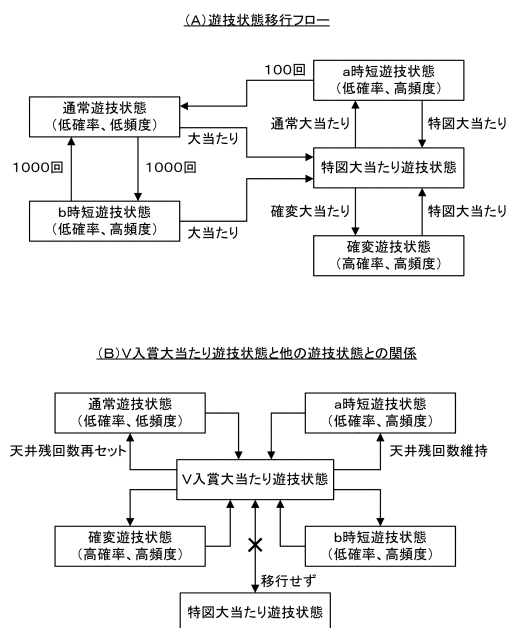 (A)遊技状態移行フロー
100回
a時短遊技状態
(低確率、高頻度)
通常遊技状態
(低確率、低頻度)
大当たり
通常大当たり
特図大当たり
1000回
1000回
特図大当たり遊技状態
b時短遊技状態
(低確率、高頻度)
大当たり
確変大当たり
特図大当たり
確変遊技状態
(高確率、高頻度)
(B)V入賞大当たり遊技状態と他の遊技状態との関係
通常遊技状態
(低確率、低頻度)
a時短遊技状態
(低確率、高頻度)
天井残回数再セット
天井残回数維持
V入賞大当たり遊技状態
確変遊技状態
(高確率、高頻度)
b時短遊技状態
(低確率、高頻度)
移行せず
特図大当たり遊技状態